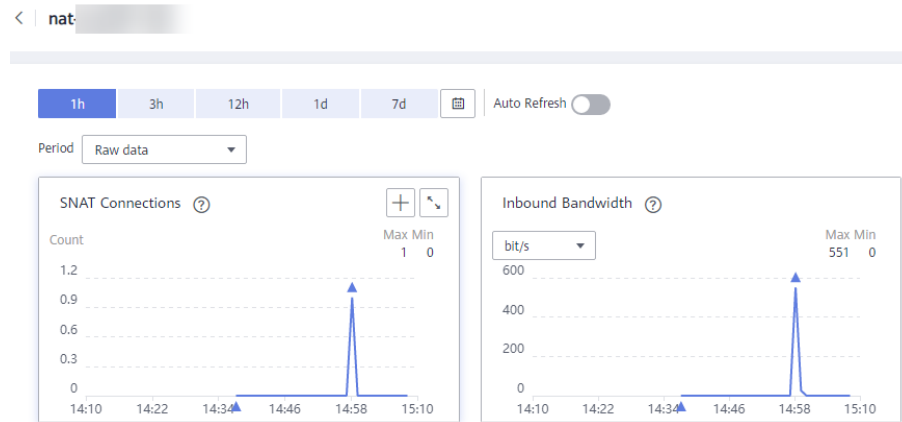 nat-
1h 3h 12h 1d 7d Auto Refresh
Period Raw data
SNAT Connections ?
Count
Max Min
1 0
1.2
0.9
0.6
0.3
0
14:10 14:22 14:34 14:46 14:58 15:10
Inbound Bandwidth ?
bit/s
Max Min
551 0
600
400
200
0
14:10 14:22 14:34 14:46 14:58 15:10